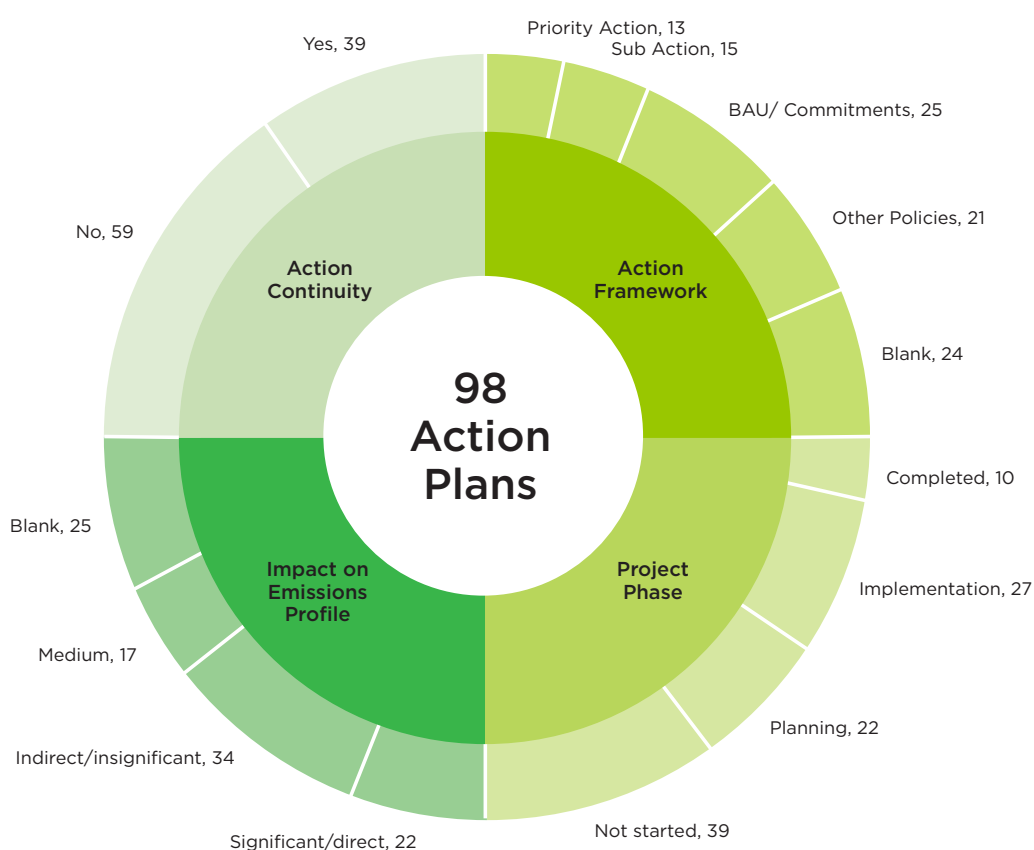 Priority Action, 13
Sub Action, 15
BAU/ Commitments, 25
Other Policies, 21
Blank, 24
Action
Framework
Completed, 10
Implementation, 27
Planning, 22
Not started, 39
Project
Phase
Significant/direct, 22
Indirect/insignificant, 34
Medium, 17
Blank, 25
Impact on
Emissions
Profile
No, 59
Yes, 39
Action
Continuity
98
Action
Plans